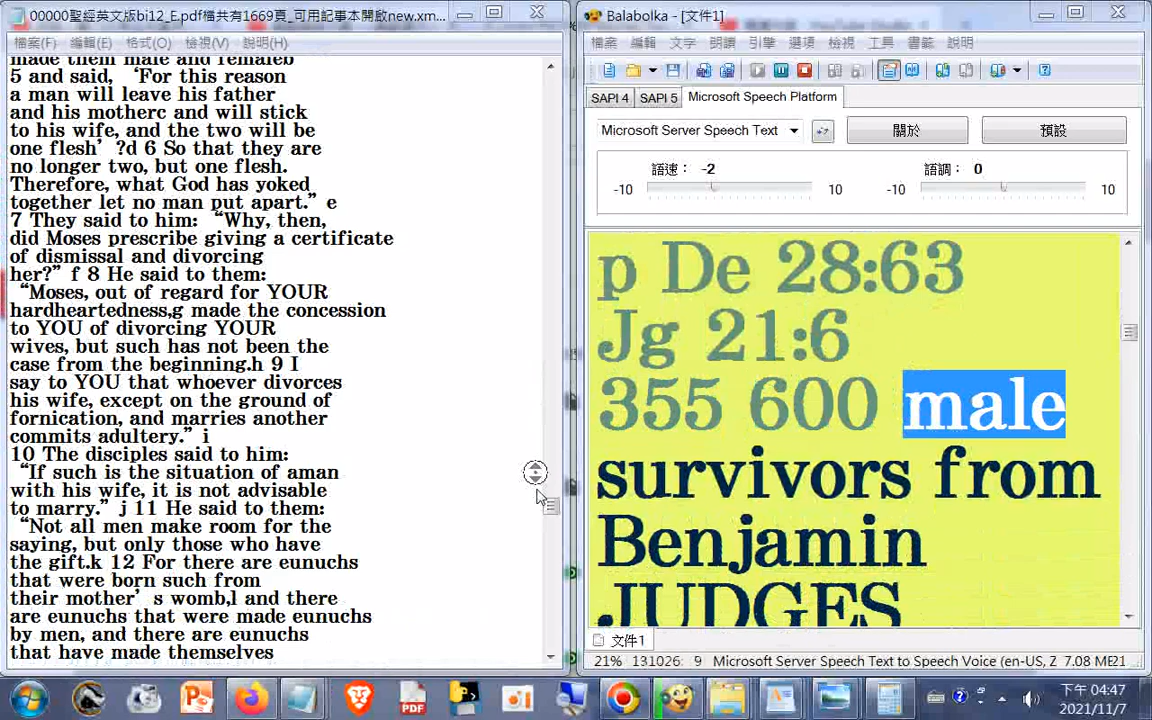 00000聖經英文版bi12_E.pdf檔共有1669頁_可用記事本開啟new.xm...
檔案(F) 編輯(E) 格式(O) 檢視(V) 說明(H)
made them male and femaleb
5 and said, ‘For this reason
a man will leave his father
and his motherc and will stick
to his wife, and the two will be
one flesh’ ?d 6 So that they are
no longer two, but one flesh.
Therefore, what God has yoked
together let no man put apart.” e
7 They said to him: “Why, then,
did Moses prescribe giving a certificate
of dismissal and divorcing
her?” f 8 He said to them:
“Moses, out of regard for YOUR
hardheartedness,g made the concession
to YOU of divorcing YOUR
wives, but such has not been the
case from the beginning.h 9 I
say to YOU that whoever divorces
his wife, except on the ground of
fornication, and marries another
commits adultery.” i
10 The disciples said to him:
“If such is the situation of aman
with his wife, it is not advisable
to marry.” j 11 He said to them:
“Not all men make room for the
saying, but only those who have
the gift.k 12 For there are eunuchs
that were born such from
their mother’ s womb,l and there
are eunuchs that were made eunuchs
by men, and there are eunuchs
that have made themselves
Balabolka - [文件1]
檔案 編輯 文字 朗讀 引擎 選項 檢視 工具 書籤 說明
SAPI 4 SAPI 5 Microsoft Speech Platform
Microsoft Server Speech Text 關於 預設
語速： -2 語調： 0
-10 10 -10 10
p De 28:63
Jg 21:6
355 600 male
survivors from
Benjamin
JUDGES
文件1
21% 131026: 9 Microsoft Server Speech Text to Speech Voice (en-US, Z 7.08 ME21
PDF
下午 04:47
2021/11/7